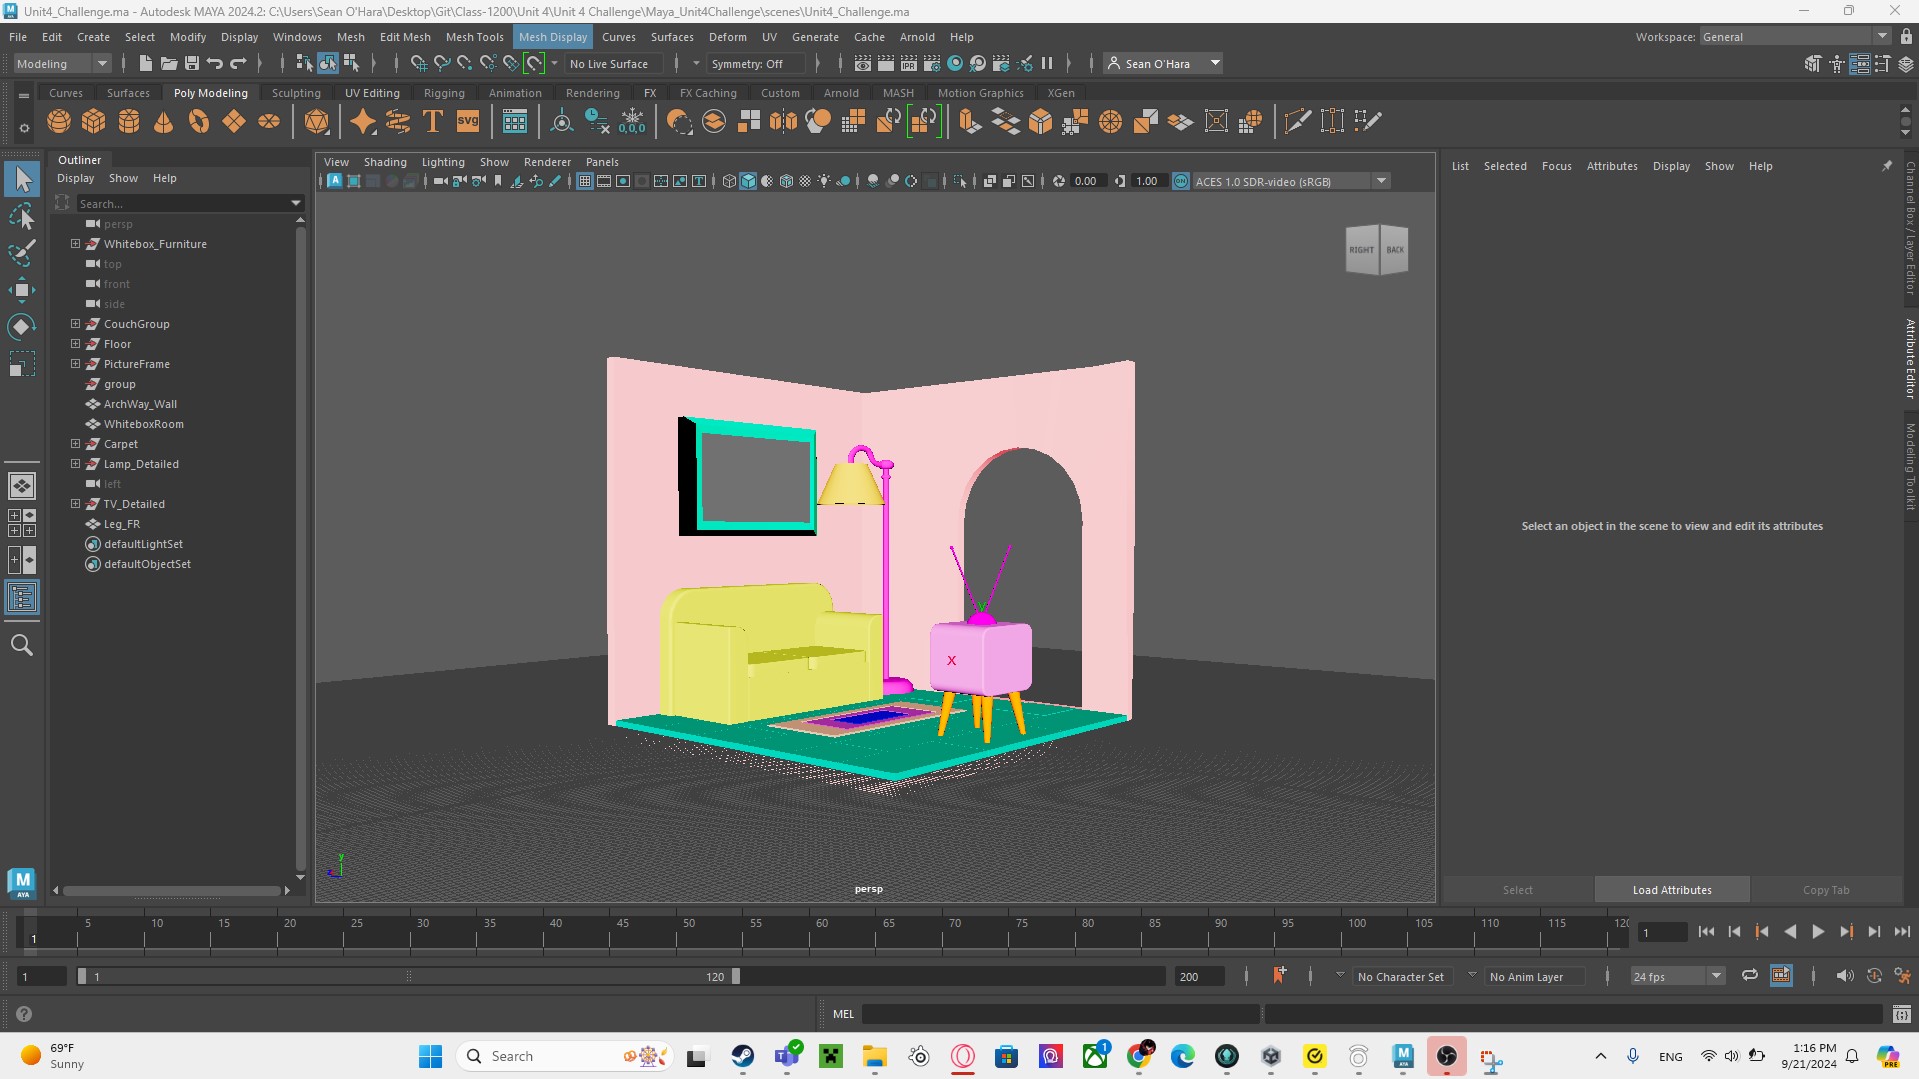 Unit4_Challenge.ma - Autodesk MAYA 2024.2: C:\Users\Sean O'Hara\Desktop\Git\Class-1200\Unit 4\Unit 4 Challenge\Maya_Unit4Challenge\scenes\Unit4_Challenge.ma
File Edit Create Select Modify Display Windows Mesh Edit Mesh Mesh Tools Mesh Display Curves Surfaces Deform UV Generate Cache Arnold Help Workspace: General
Modeling No Live Surface Symmetry: Off Sean O'Hara
Curves Surfaces Poly Modeling Sculpting UV Editing Rigging Animation Rendering FX FX Caching Custom Arnold MASH Motion Graphics XGen
T SVG 0,0,0
Outliner
Display Show Help
Search...
persp
Whitebox_Furniture
top
front
side
CouchGroup
Floor
PictureFrame
group
ArchWay_Wall
WhiteboxRoom
Carpet
Lamp_Detailed
left
TV_Detailed
Leg_FR
defaultLightSet
defaultObjectSet
M
AYA
View Shading Lighting Show Renderer Panels
0.00 1.00 ON ACES 1.0 SDR-video (sRGB)
RIGHT BACK
X
Y
y
z
persp
List Selected Focus Attributes Display Show Help
Select an object in the scene to view and edit its attributes
Select Load Attributes Copy Tab
Channel Box / Layer Editor
Attribute Editor
Modeling Toolkit
5 10 15 20 25 30 35 40 45 50 55 60 65 70 75 80 85 90 95 100 105 110 115 120
1 1
1 1 120 200 No Character Set No Anim Layer 24 fps
MEL
69°F
Sunny
Search
1
ENG
1:16 PM
9/21/2024
PRE